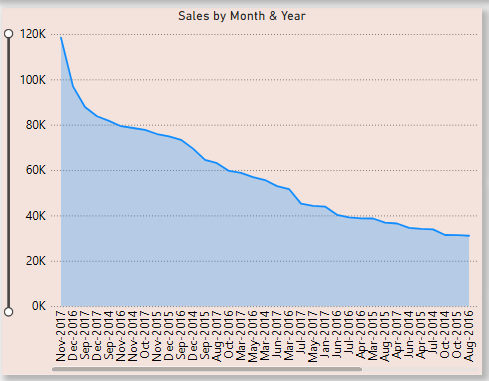 Sales by Month & Year
120K
100K
80K
60K
40K
20K
0K
Nov-2017
Dec-2016
Sep-2017
Dec-2017
Sep-2014
Nov-2016
Nov-2014
Oct-2017
Nov-2015
Dec-2015
Sep-2016
Dec-2014
Sep-2015
Aug-2017
Oct-2016
Mar-2017
May-2016
Mar-2014
Jun-2017
Mar-2016
Jul-2017
May-2017
Jan-2017
Jun-2016
Jul-2016
Apr-2016
Mar-2015
Aug-2015
Apr-2017
Jun-2014
Apr-2015
Jul-2014
Oct-2014
Oct-2015
Aug-2016